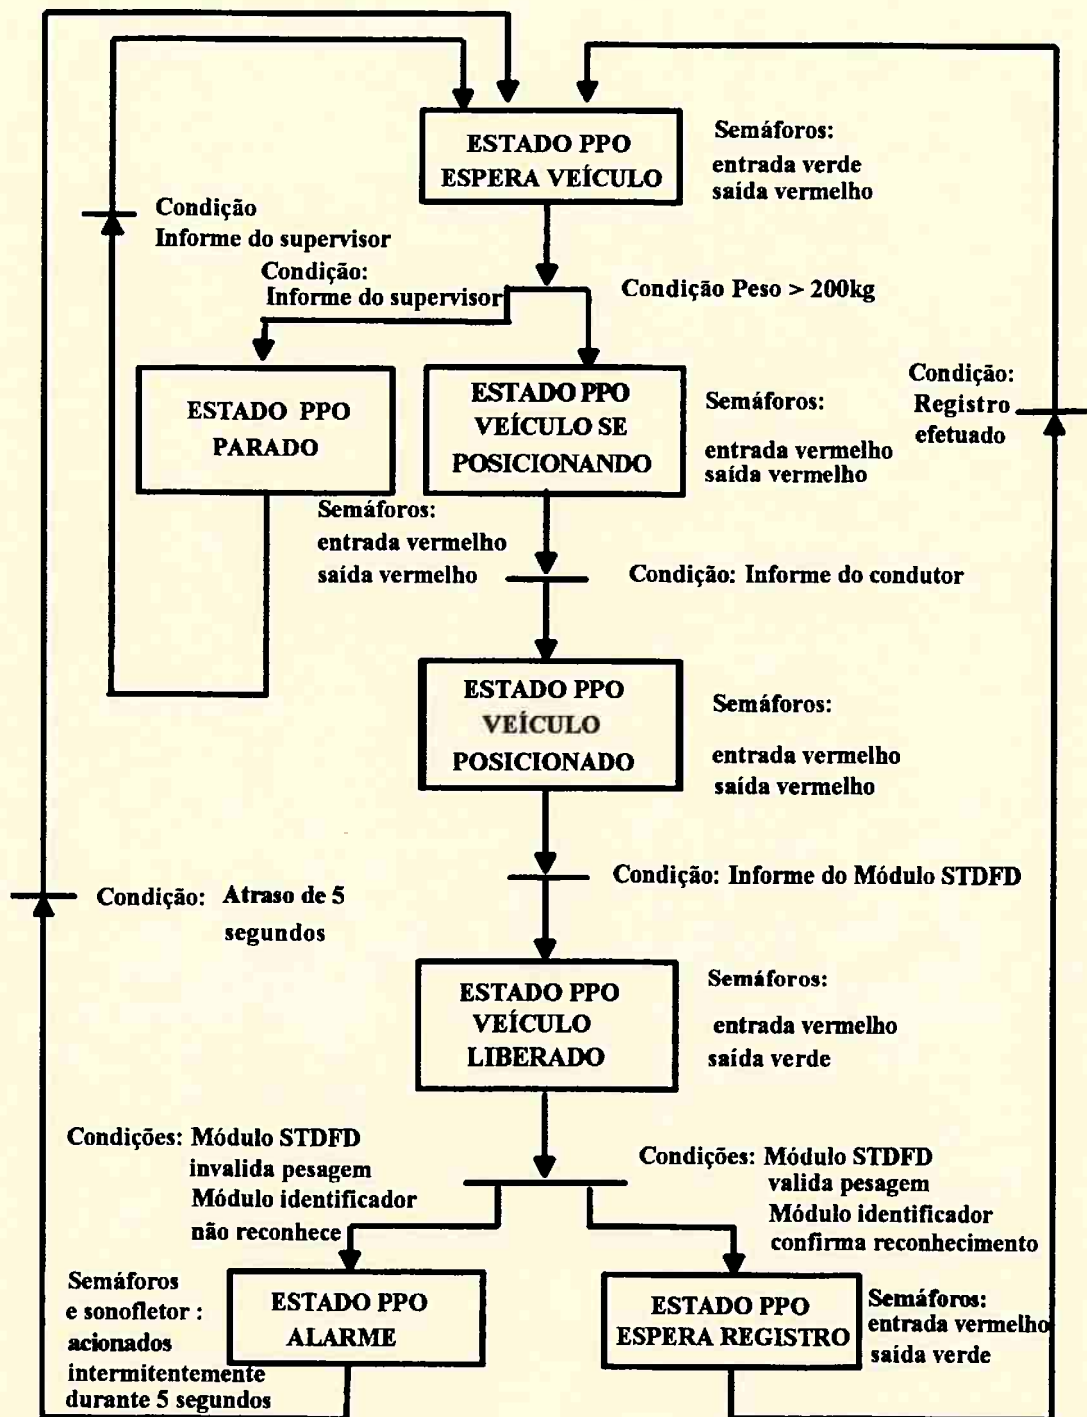 ESTADO PPO
ESPERA VEÍCULO
Semáforos:
entrada verde
saída vermelho
Condição
Informe do supervisor
Condição:
Informe do supervisor
Condição Peso > 200kg
ESTADO PPO
PARADO
ESTADO PPO
VEÍCULO SE
POSICIONANDO
Semáforos:
entrada vermelho
saída vermelho
Condição:
Registro
efetuado
Semáforos:
entrada vermelho
saída vermelho
Condição: Informe do condutor
ESTADO PPO
VEÍCULO
POSICIONADO
Semáforos:
entrada vermelho
saída vermelho
Condição: Atraso de 5
segundos
Condição: Informe do Módulo STDFD
ESTADO PPO
VEÍCULO
LIBERADO
Semáforos:
entrada vermelho
saída verde
Condições: Módulo STDFD
invalida pesagem
Módulo identificador
não reconhece
Condições: Módulo STDFD
valida pesagem
Módulo identificador
confirma reconhecimento
Semáforos
e sonofletor :
acionados
intermitentemente
durante 5 segundos
ESTADO PPO
ALARME
ESTADO PPO
ESPERA REGISTRO
Semáforos:
entrada vermelho
saída verde